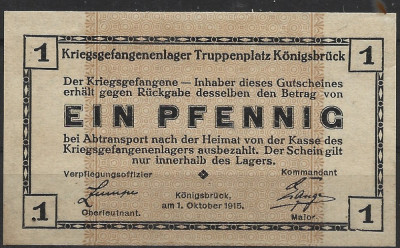 1 Kriegsgefangenenlager Truppenplatz Königsbrück 1
Der Kriegsgefangene — Inhaber dieses Gutscheines
erhält gegen Rückgabe desselben den Betrag von
EIN PFENNIG
bei Abtransport nach der Heimat von der Kasse des
Kriegsgefangenenlagers ausbezahlt. Der Schein gilt
nur innerhalb des Lagers.
Verpflegungsoffizier Kommandant
Königsbrück,
am 1. Oktober 1915.
1 Oberleutnant. Major. 1